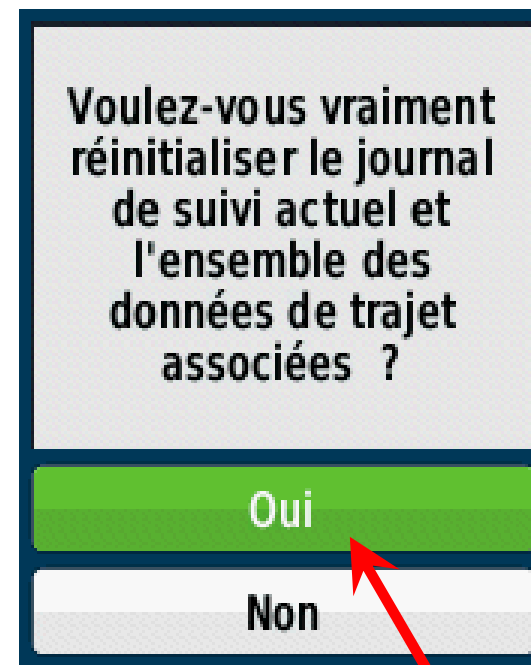 Voulez-vous vraiment
réinitialiser le journal
de suivi actuel et
l'ensemble des
données de trajet
associées ?
Oui
Non